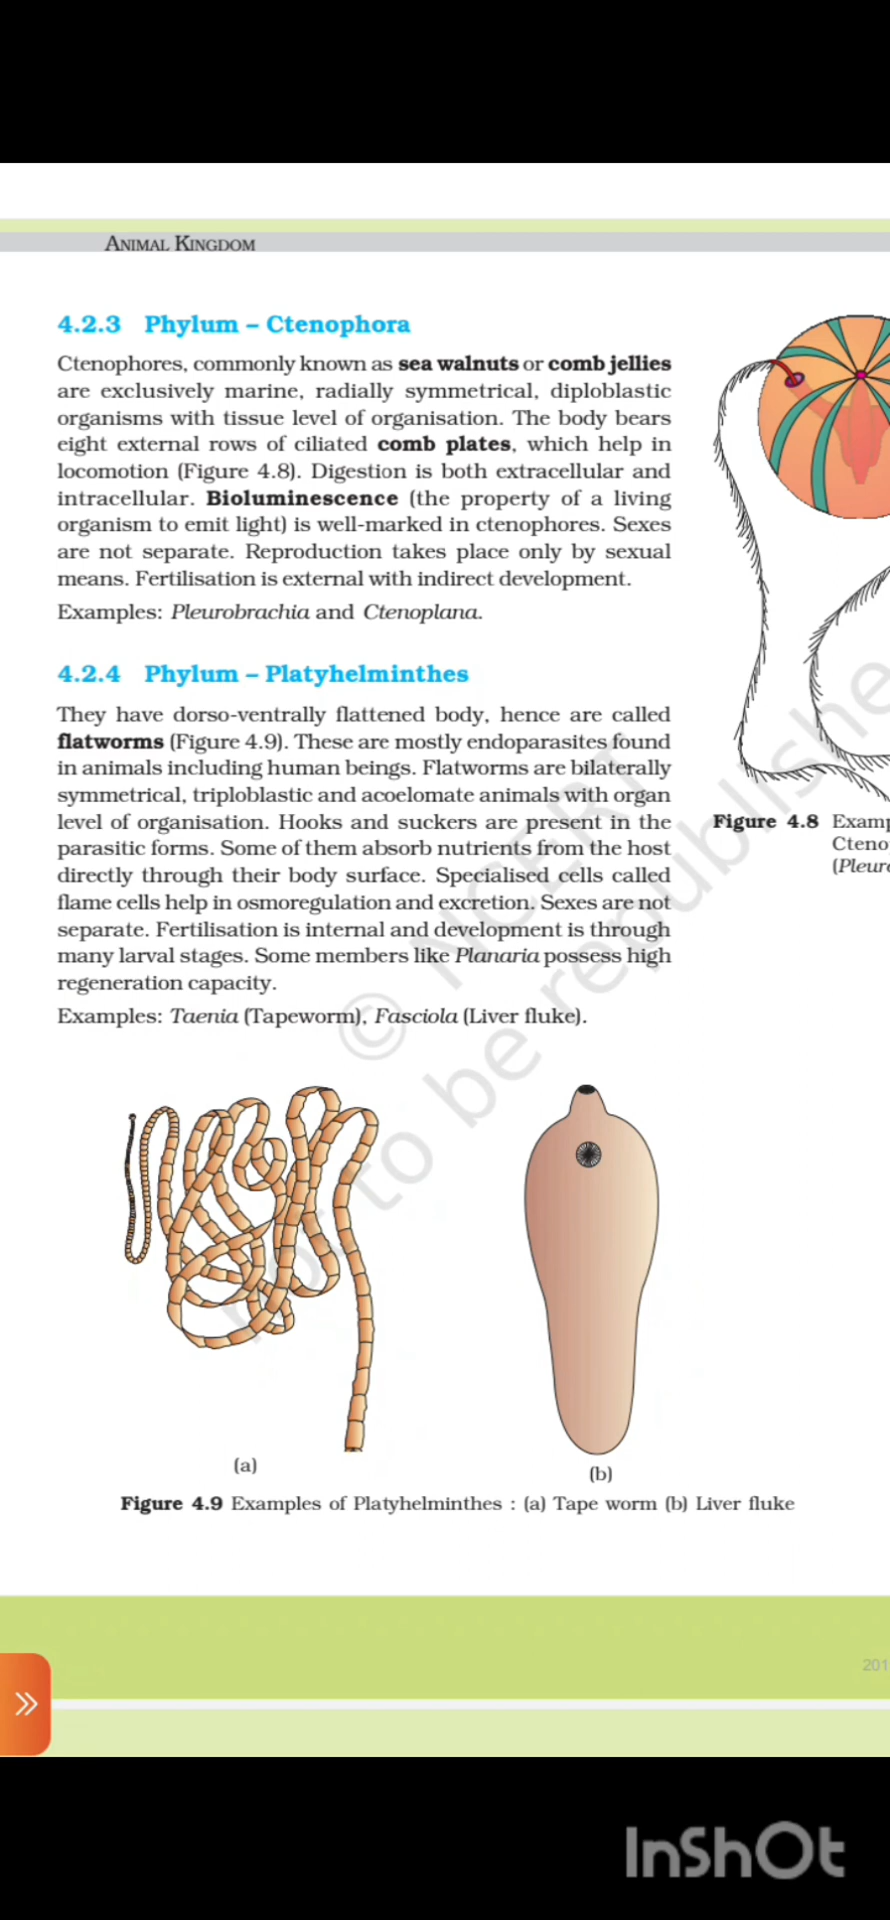 ANIMAL KINGDOM
4.2.3 Phylum – Ctenophora
Ctenophores, commonly known as sea walnuts or comb jellies
are exclusively marine, radially symmetrical, diploblastic
organisms with tissue level of organisation. The body bears
eight external rows of ciliated comb plates, which help in
locomotion (Figure 4.8). Digestion is both extracellular and
intracellular. Bioluminescence (the property of a living
organism to emit light) is well-marked in ctenophores. Sexes
are not separate. Reproduction takes place only by sexual
means. Fertilisation is external with indirect development.
Examples: Pleurobrachia and Ctenoplana.
4.2.4 Phylum – Platyhelminthes
They have dorso-ventrally flattened body, hence are called
flatworms (Figure 4.9). These are mostly endoparasites found
in animals including human beings. Flatworms are bilaterally
symmetrical, triploblastic and acoelomate animals with organ
level of organisation. Hooks and suckers are present in the
parasitic forms. Some of them absorb nutrients from the host
directly through their body surface. Specialised cells called
flame cells help in osmoregulation and excretion. Sexes are not
separate. Fertilisation is internal and development is through
many larval stages. Some members like Planaria possess high
regeneration capacity.
Examples: Taenia (Tapeworm), Fasciola (Liver fluke).
Figure 4.8 Examp
Cteno
(Pleur
© NCERT
not to be republishe
(a)
(b)
Figure 4.9 Examples of Platyhelminthes : (a) Tape worm (b) Liver fluke
201
InShOt